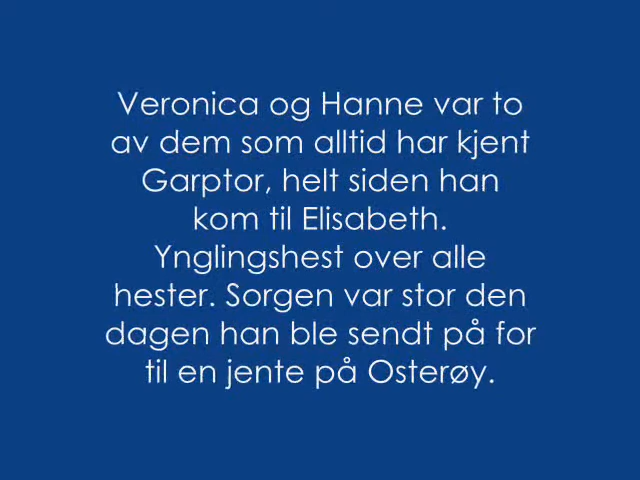 Veronica og Hanne var to
av dem som alltid har kjent
Garptor, helt siden han
kom til Elisabeth.
Ynglingshest over alle
hester. Sorgen var stor den
dagen han ble sendt på for
til en jente på Osterøy.